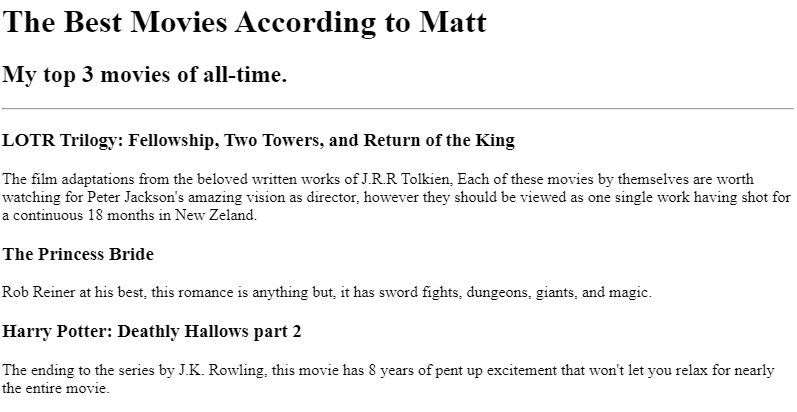 The Best Movies According to Matt
My top 3 movies of all-time.
LOTR Trilogy: Fellowship, Two Towers, and Return of the King
The film adaptations from the beloved written works of J.R.R Tolkien, Each of these movies by themselves are worth
watching for Peter Jackson's amazing vision as director, however they should be viewed as one single work having shot for
a continuous 18 months in New Zeland.
The Princess Bride
Rob Reiner at his best, this romance is anything but, it has sword fights, dungeons, giants, and magic.
Harry Potter: Deathly Hallows part 2
The ending to the series by J.K. Rowling, this movie has 8 years of pent up excitement that won't let you relax for nearly
the entire movie.